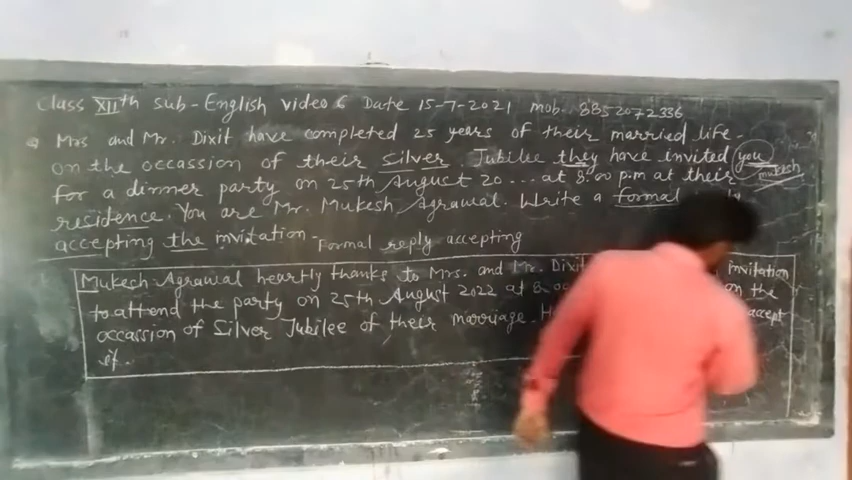 Class XIIth sub-English video 6 Date 15-7-2021 mob- 8852072336
Q Mrs and Mr. Dixit have completed 25 years of their married life-
on the occassion of their Silver Jubilee they have invited you
mukesh
for a dinner party on 25th August 20... at 8:00 p.m at their
residence. You are Mr. Mukesh Agrawal. Write a formal
accepting the invitation- Formal reply accepting
Mukesh Agrawal heartly thanks to Mrs. and Mr. Dixit invitation
to attend the party on 25th August 2022 at on the
occassion of Silver Jubilee of their marriage. accept
it.